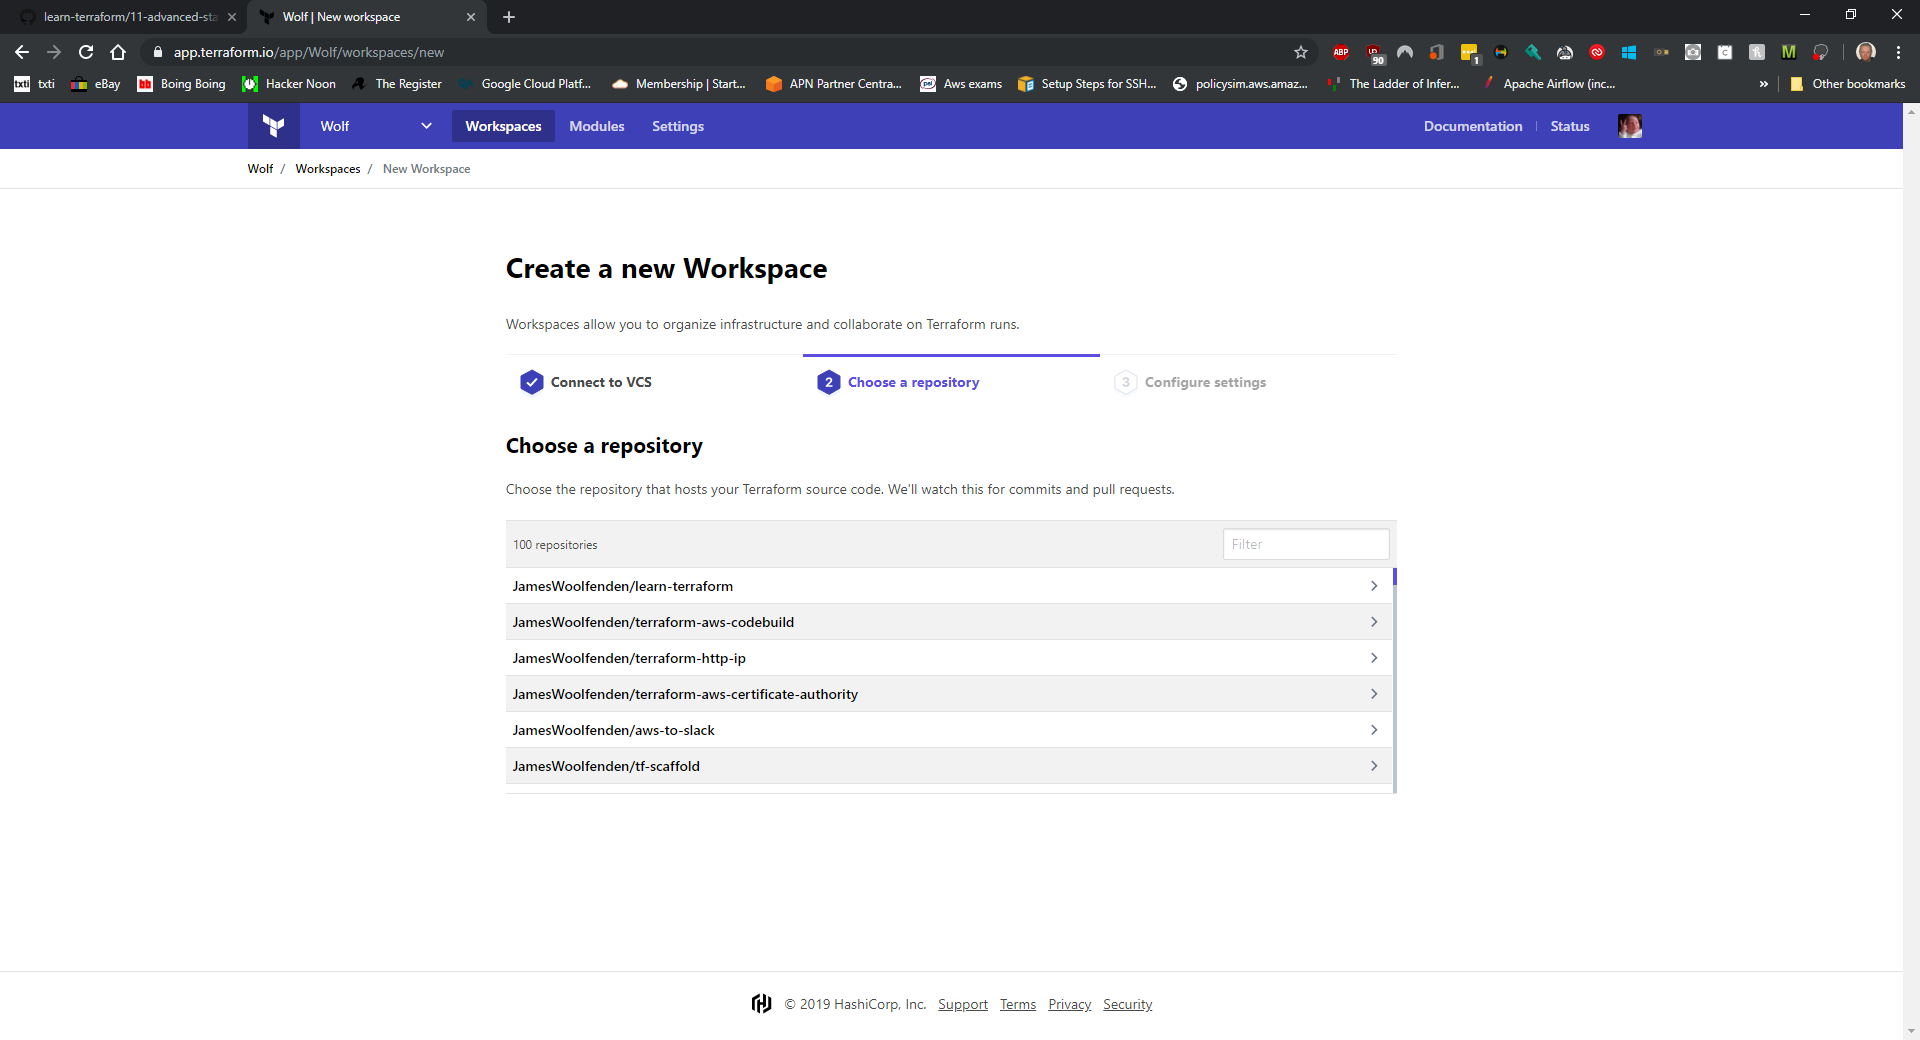 learn-terraform/11-advanced-sta
Wolf | New workspace
app.terraform.io/app/Wolf/workspaces/new
ABP
90
1
txti txti
eBay
bb Boing Boing
Hacker Noon
The Register
Google Cloud Platf...
Membership | Start...
APN Partner Centra...
psi Aws exams
Setup Steps for SSH...
policysim.aws.amaz...
The Ladder of Infer...
Apache Airflow (inc...
»
Other bookmarks
Wolf
Workspaces
Modules
Settings
Documentation
Status
Wolf / Workspaces / New Workspace
Create a new Workspace
Workspaces allow you to organize infrastructure and collaborate on Terraform runs.
Connect to VCS
2 Choose a repository
3 Configure settings
Choose a repository
Choose the repository that hosts your Terraform source code. We'll watch this for commits and pull requests.
100 repositories
Filter
JamesWoolfenden/learn-terraform
JamesWoolfenden/terraform-aws-codebuild
JamesWoolfenden/terraform-http-ip
JamesWoolfenden/terraform-aws-certificate-authority
JamesWoolfenden/aws-to-slack
JamesWoolfenden/tf-scaffold
© 2019 HashiCorp, Inc. Support Terms Privacy Security